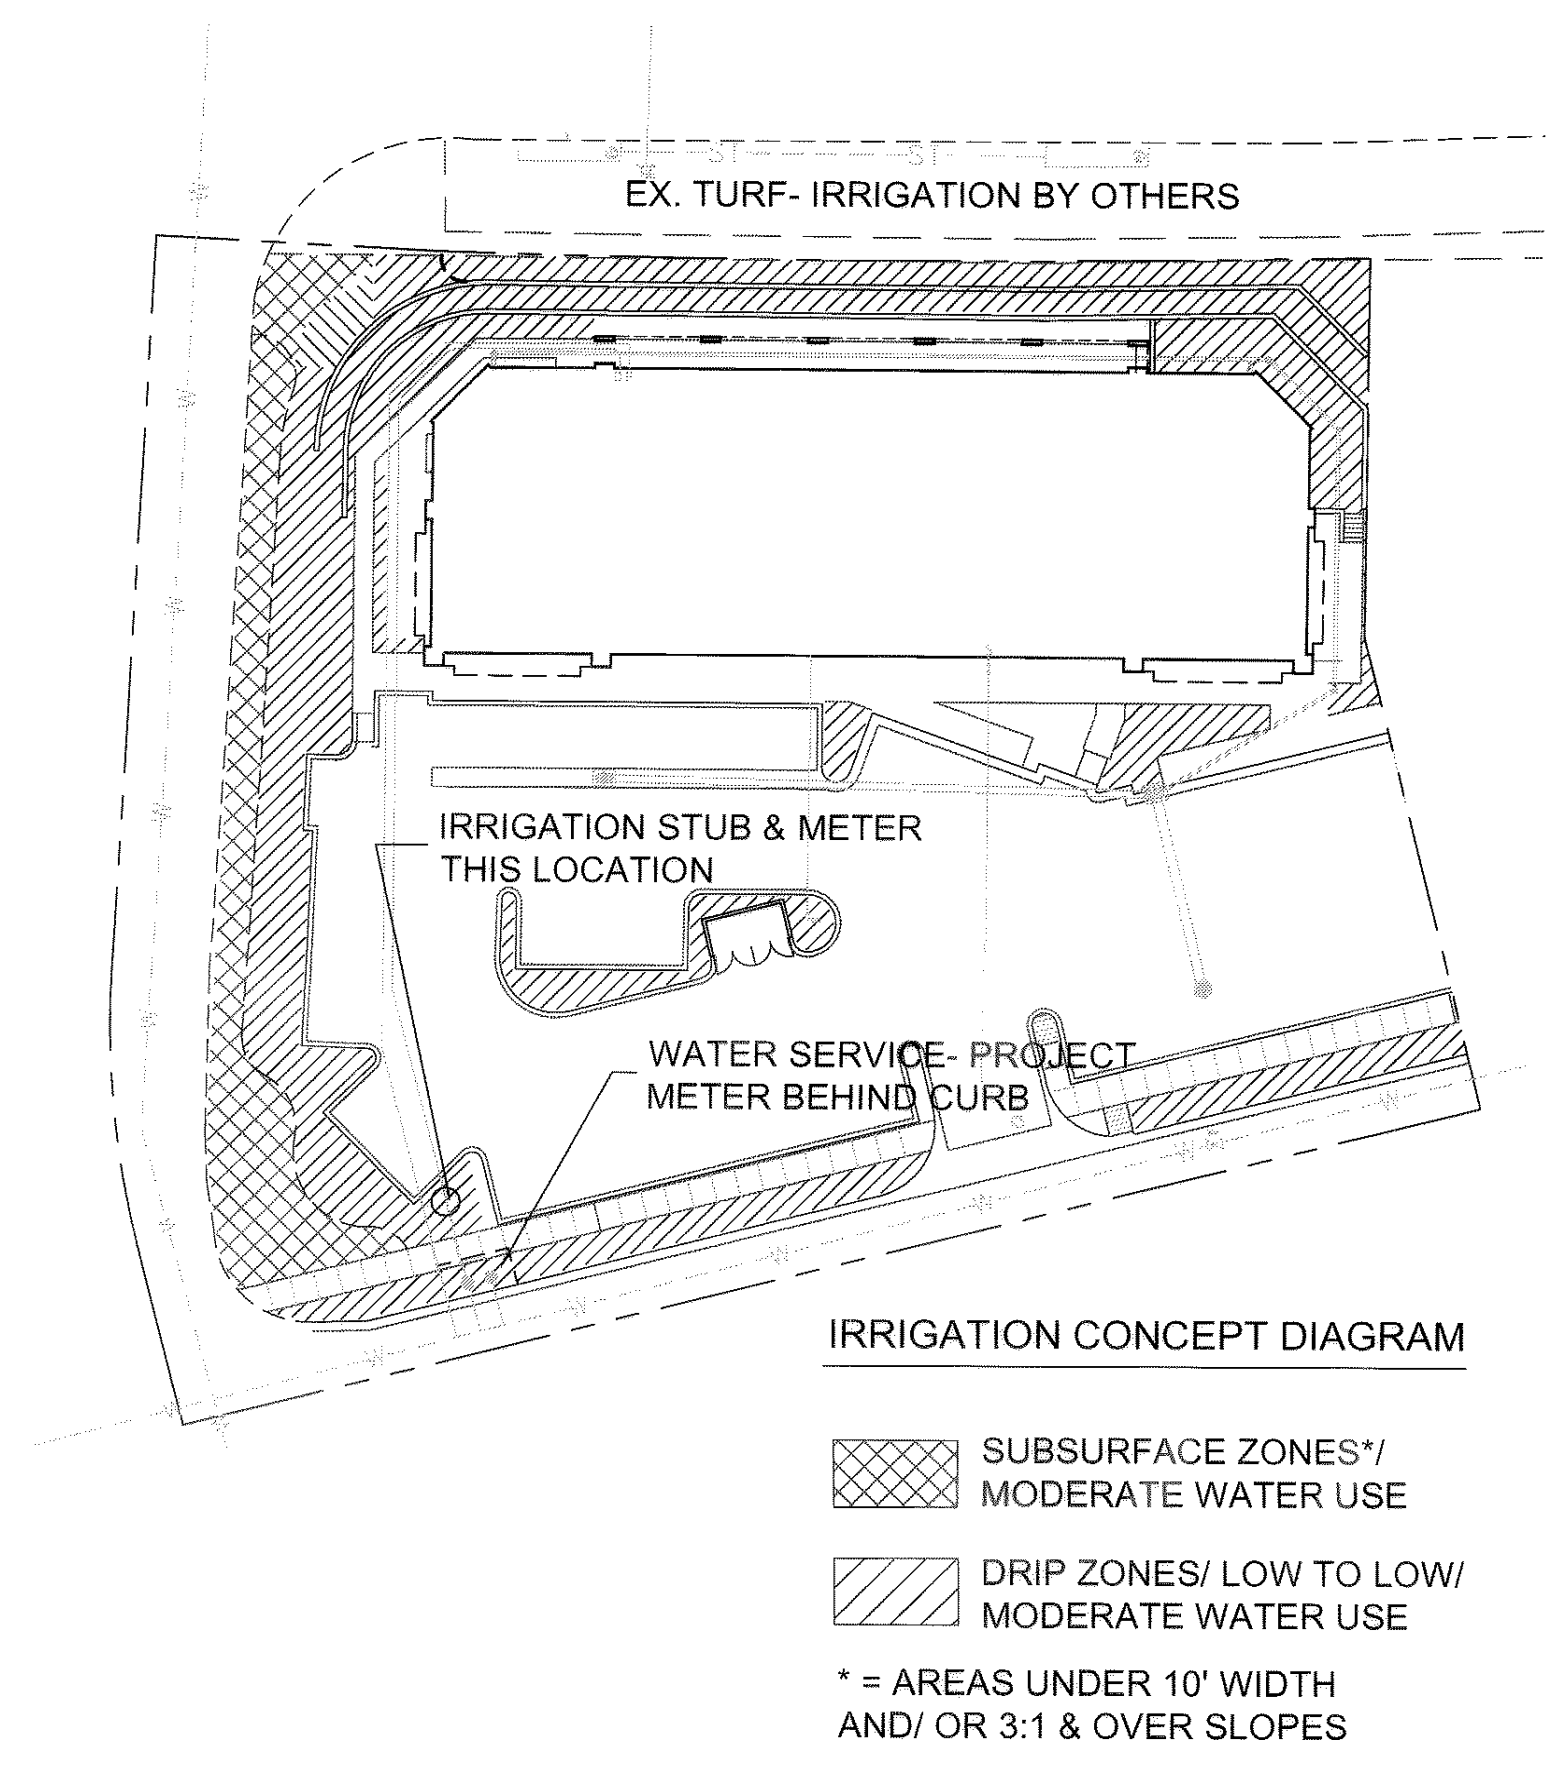 EX. TURF- IRRIGATION BY OTHERS
IRRIGATION STUB & METER
THIS LOCATION
WATER SERVICE- PROJECT
METER BEHIND CURB
IRRIGATION CONCEPT DIAGRAM
SUBSURFACE ZONES*/
MODERATE WATER USE
DRIP ZONES/ LOW TO LOW/
MODERATE WATER USE
* = AREAS UNDER 10' WIDTH
AND/ OR 3:1 & OVER SLOPES